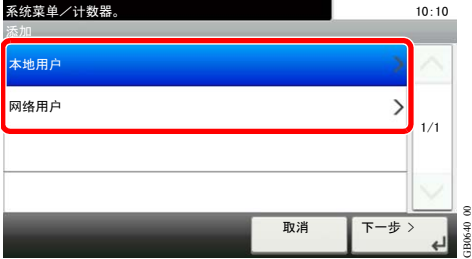 系统菜单／计数器。
10:10
添加
本地用户
网络用户
1/1
取消
下一步 >
GB0640_00